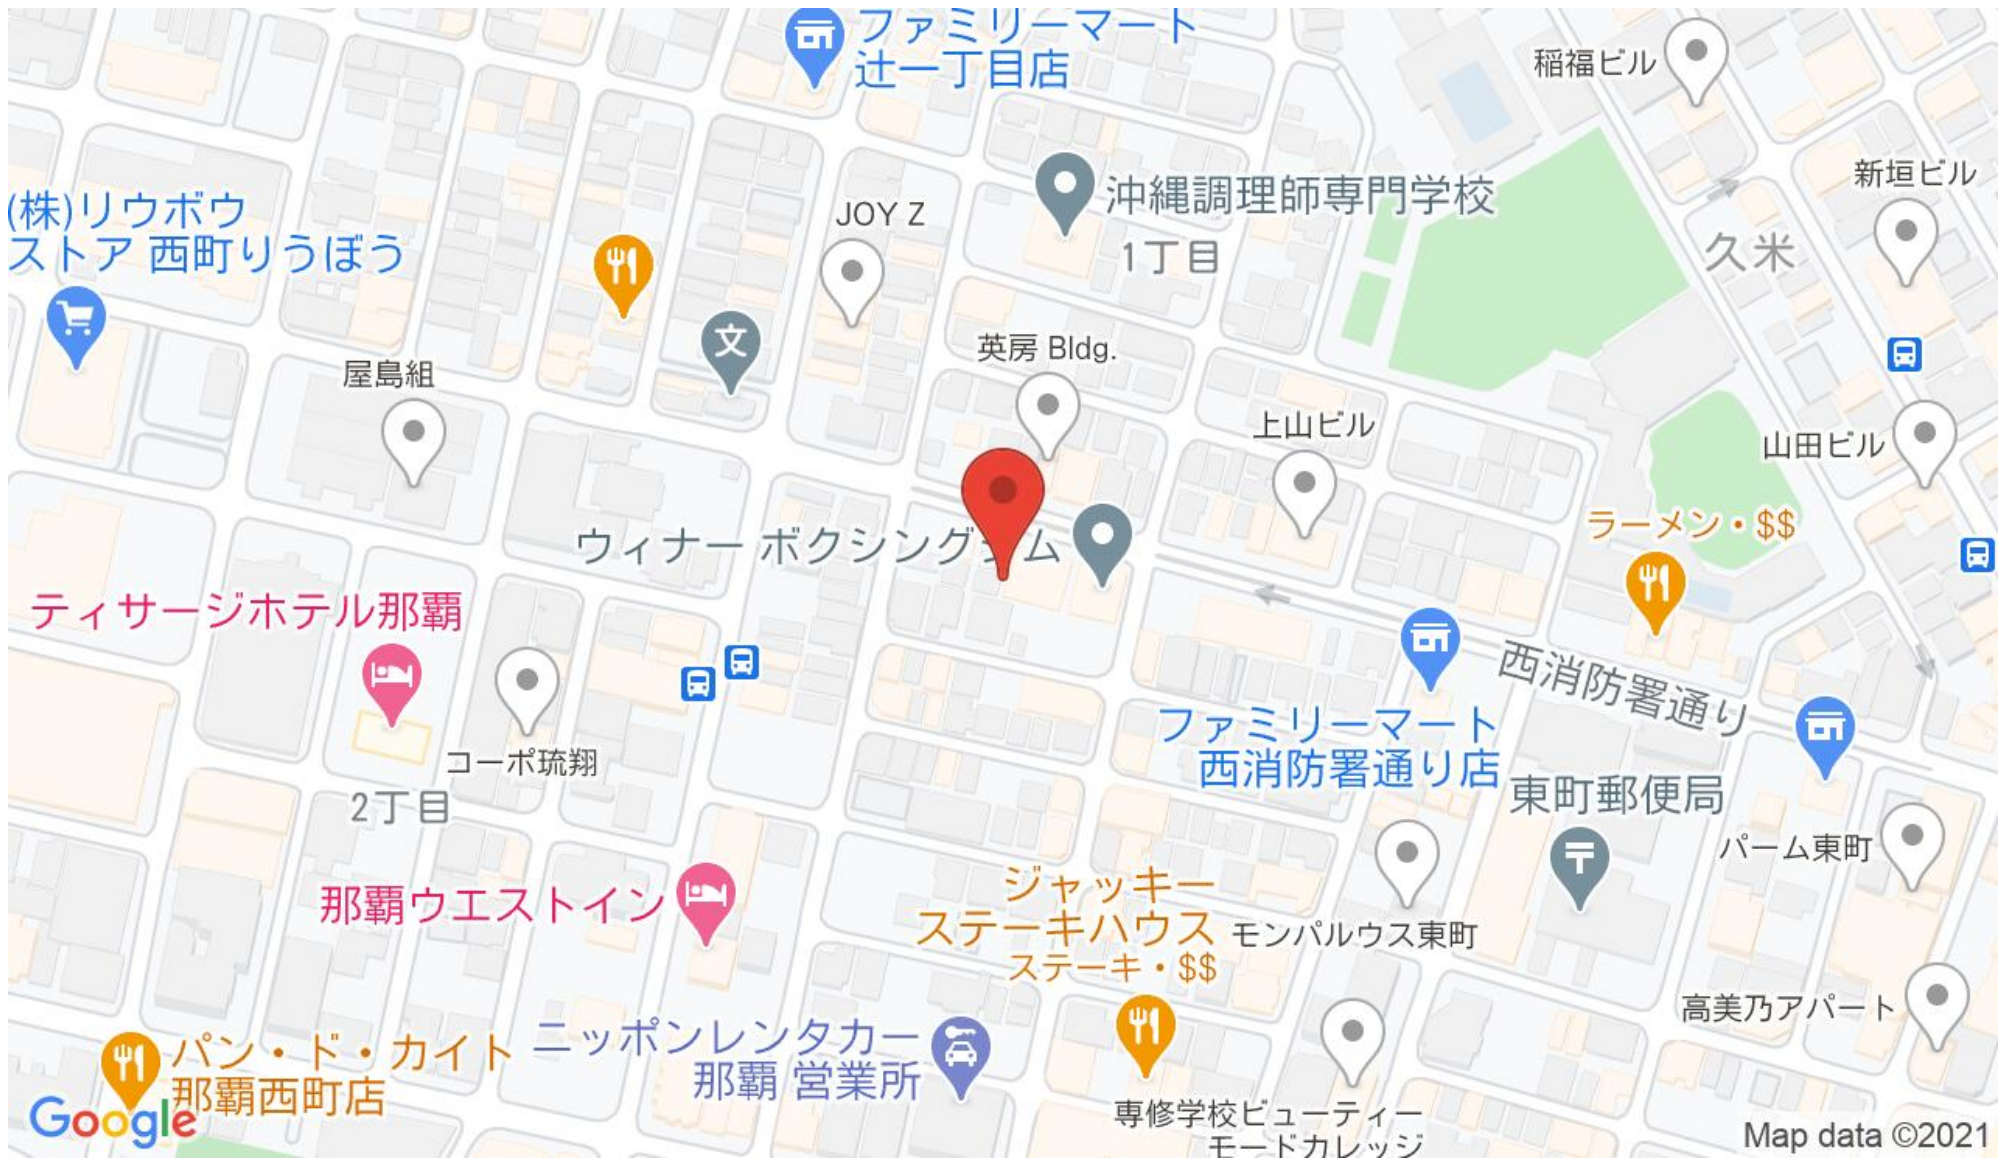 ファミリーマート
辻一丁目店
稲福ビル
新垣ビル
沖縄調理師専門学校
(株)リウボウ
ストア 西町りうぼう
JOY Z
1丁目
久米
文
英房 Bldg.
屋島組
上山ビル
山田ビル
ラーメン・$$
ウィナー ボクシングジム
ティサージホテル那覇
西消防署通り
ファミリーマート
西消防署通り店
コーポ琉翔
2丁目
東町郵便局
〒
パーム東町
那覇ウエストイン
ジャッキー
ステーキハウス
ステーキ・$$
モンパルウス東町
高美乃アパート
ニッポンレンタカー
那覇 営業所
パン・ド・カイト
那覇西町店
専修学校ビューティー
モードカレッジ
Google
Map data ©2021